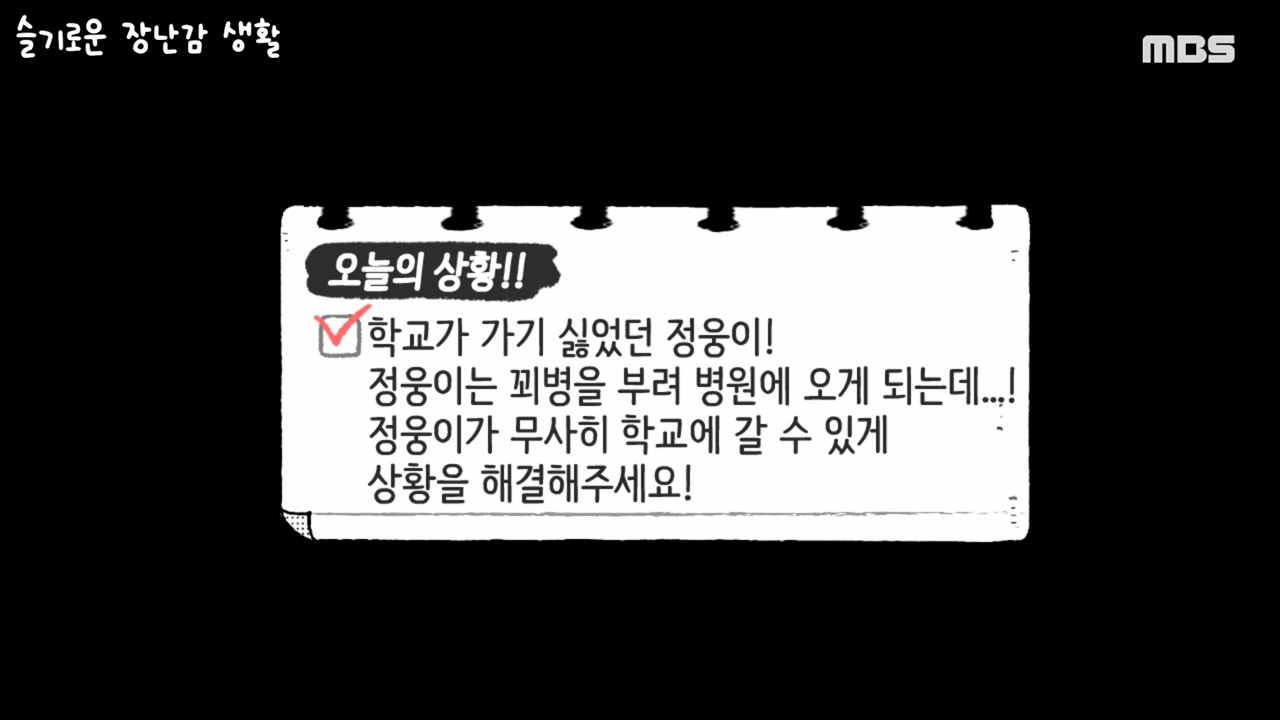 슬기로운 장난감 생활
MBS
오늘의 상황!!
학교가 가기 싫었던 정웅이!
정웅이는 꾀병을 부려 병원에 오게 되는데...!
정웅이가 무사히 학교에 갈 수 있게
상황을 해결해주세요!